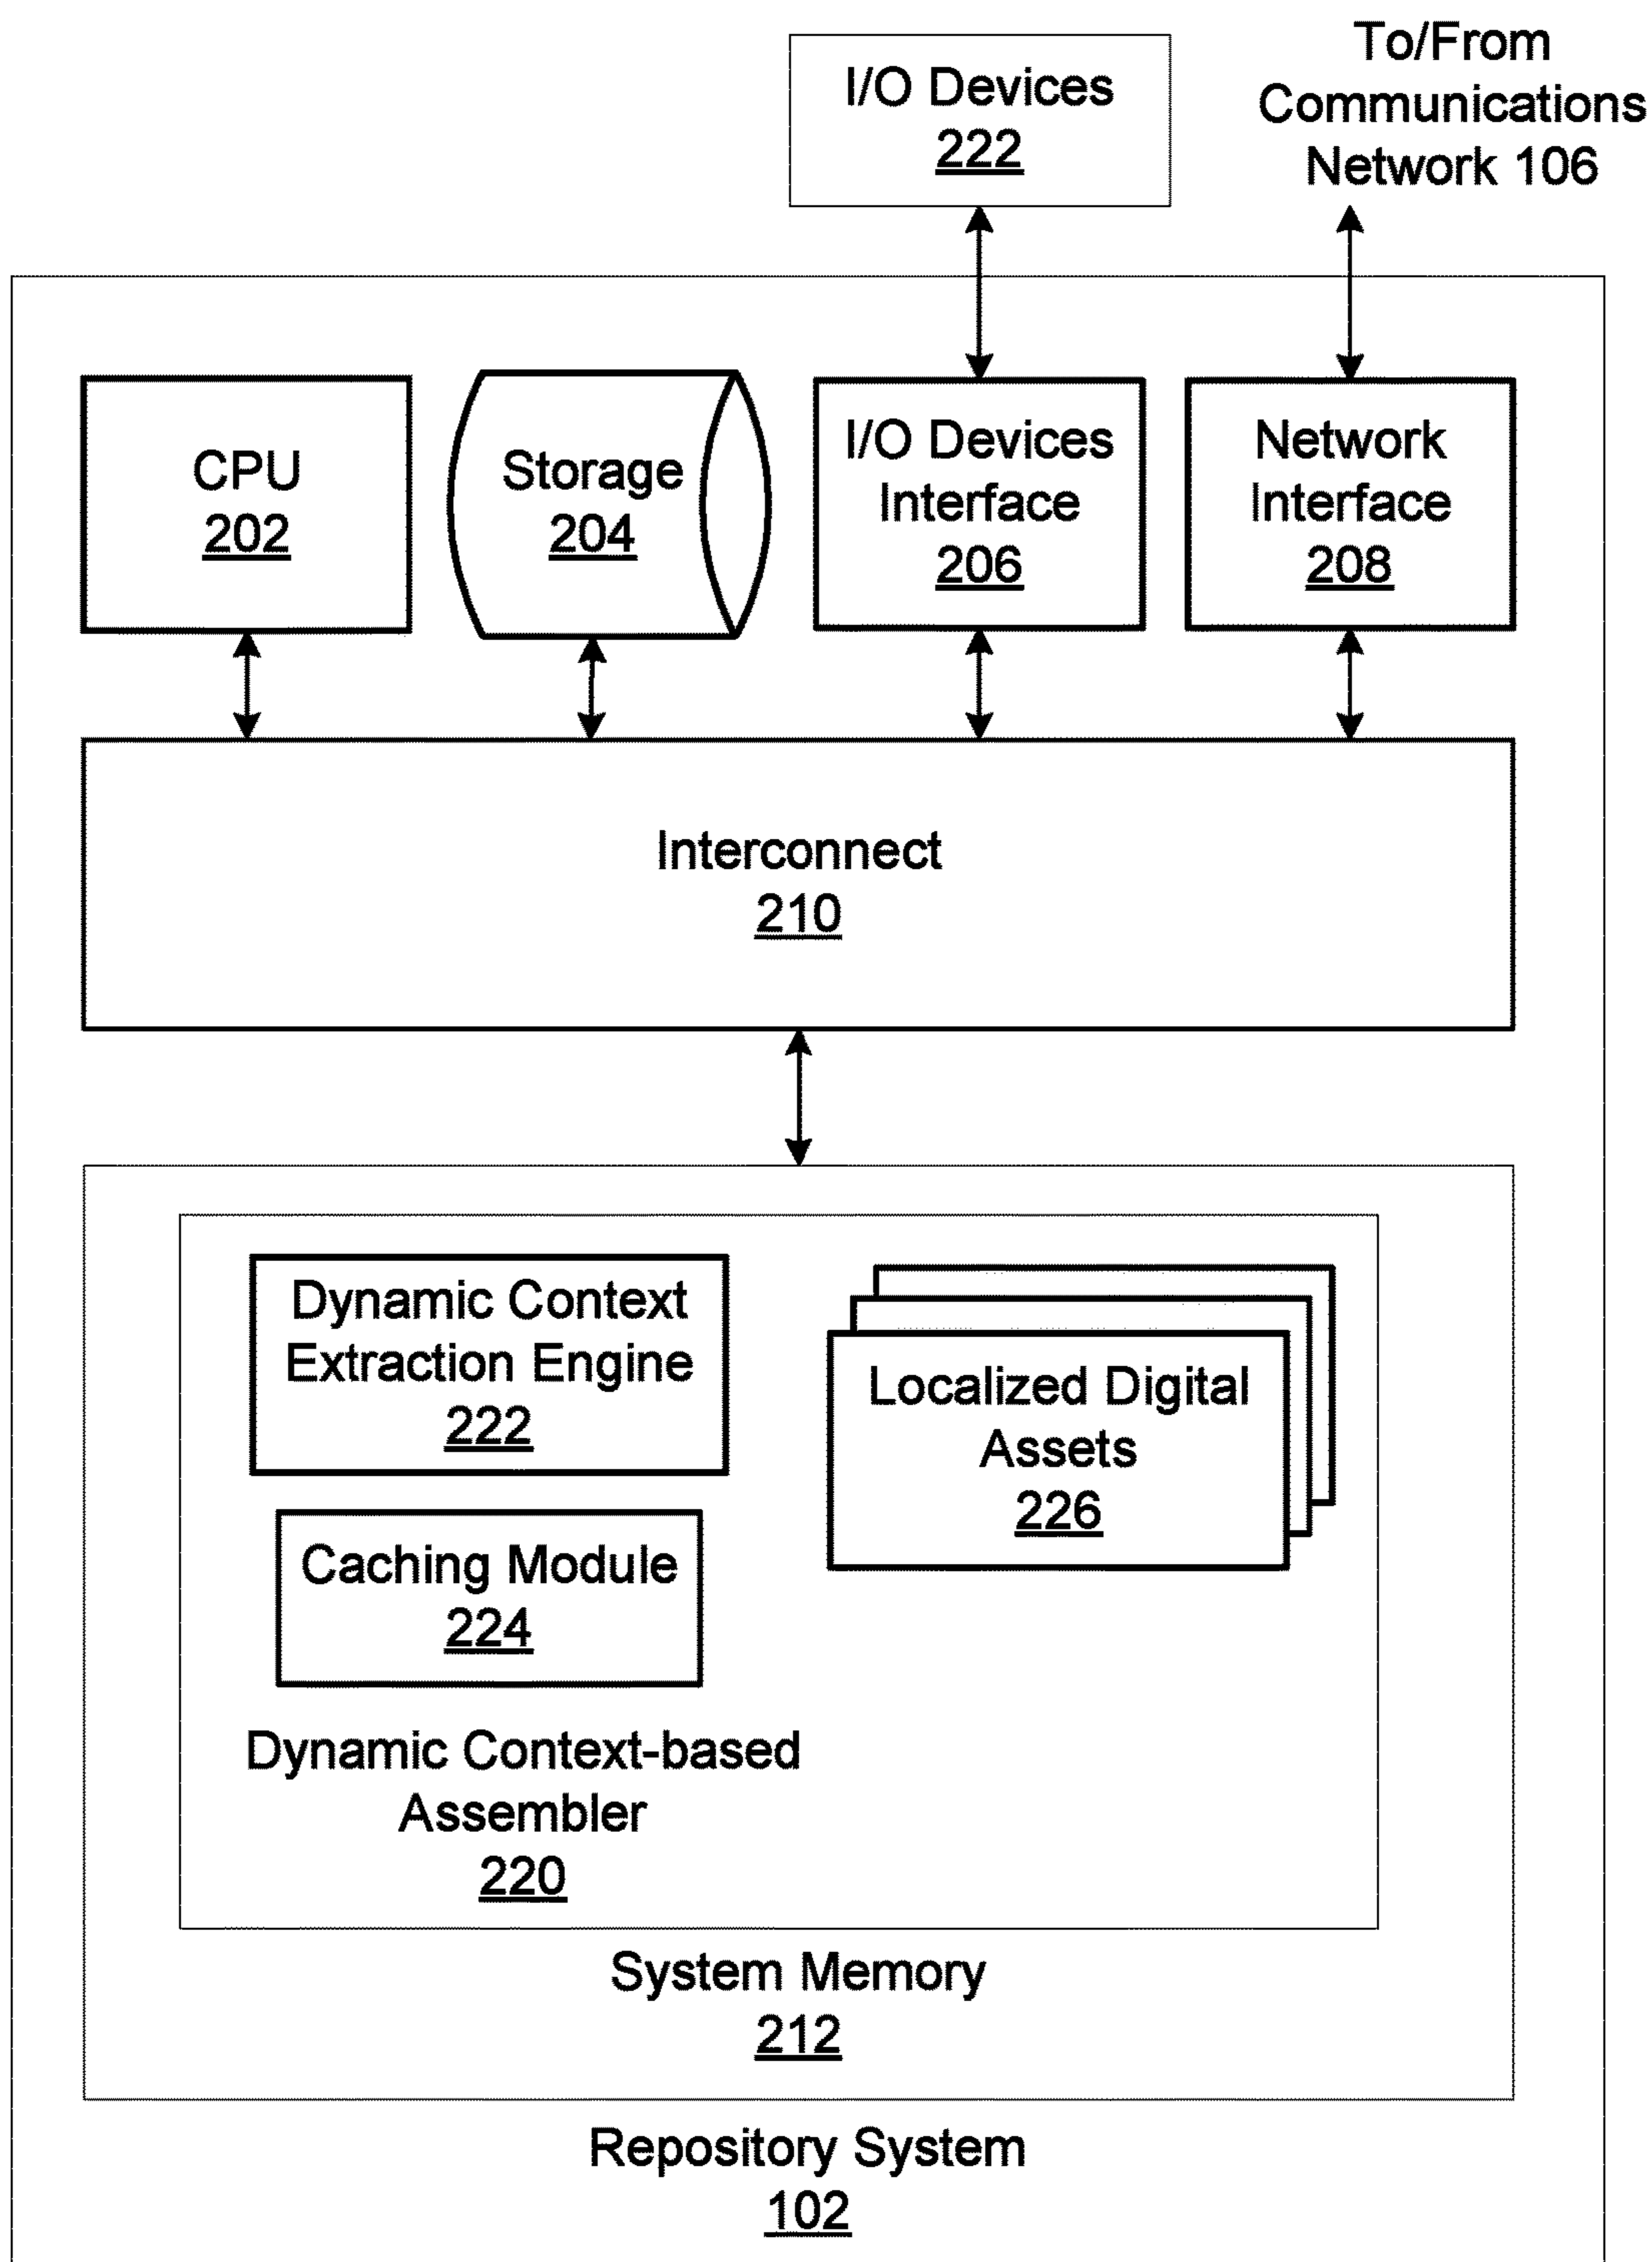 I/O Devices
222
To/From
Communications
Network 106
CPU
202
Storage
204
I/O Devices
Interface
206
Network
Interface
208
Interconnect
210
Dynamic Context
Extraction Engine
222
Localized Digital
Assets
226
Caching Module
224
Dynamic Context-based
Assembler
220
System Memory
212
Repository System
102